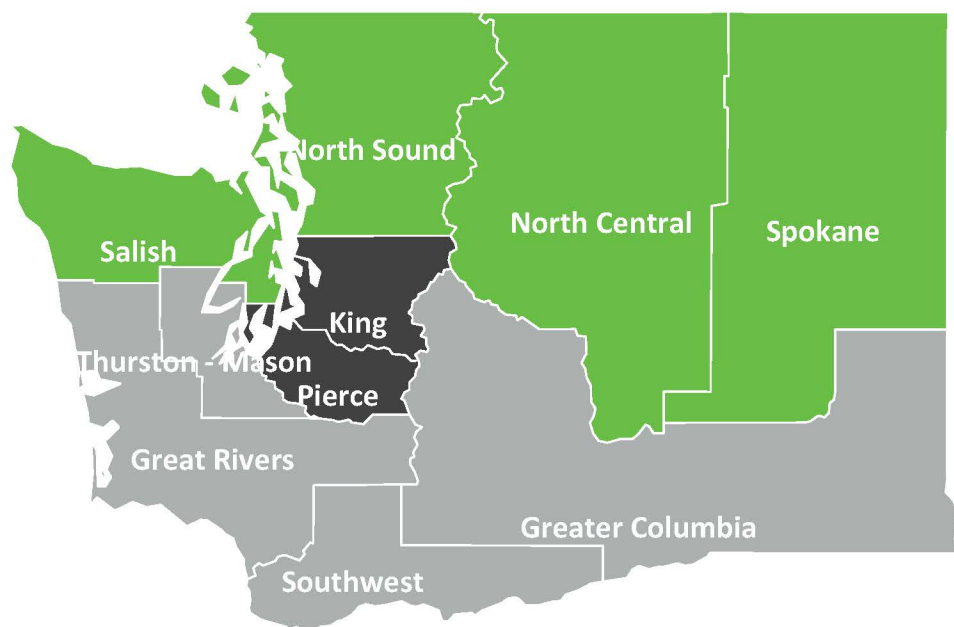 North Sound
North Central
Spokane
Salish
King
Thurston - Mason
Pierce
Great Rivers
Greater Columbia
Southwest